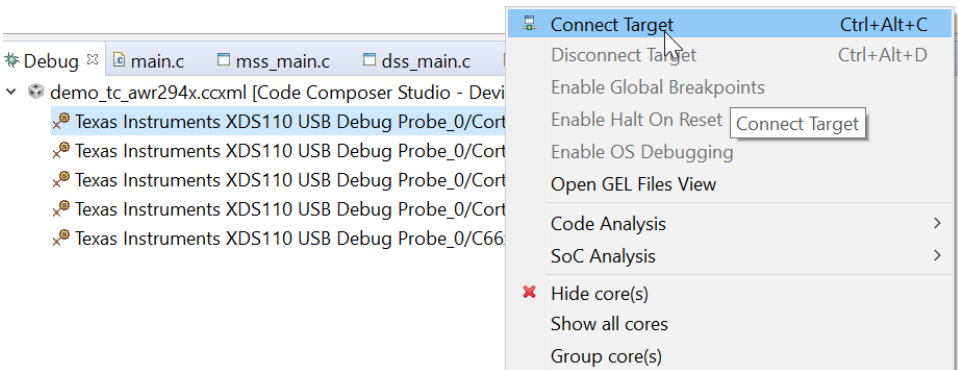 Connect Target Ctrl+Alt+C
Debug main.c mss_main.c dss_main.c
Disconnect Target Ctrl+Alt+D
demo_tc_awr294x.ccxml [Code Composer Studio - Devi
Enable Global Breakpoints
Texas Instruments XDS110 USB Debug Probe_0/Cort
Enable Halt On Reset
Connect Target
Texas Instruments XDS110 USB Debug Probe_0/Cort
Enable OS Debugging
Texas Instruments XDS110 USB Debug Probe_0/Cort
Open GEL Files View
Texas Instruments XDS110 USB Debug Probe_0/Cort
Code Analysis
Texas Instruments XDS110 USB Debug Probe_0/C66
SoC Analysis
Hide core(s)
Show all cores
Group core(s)